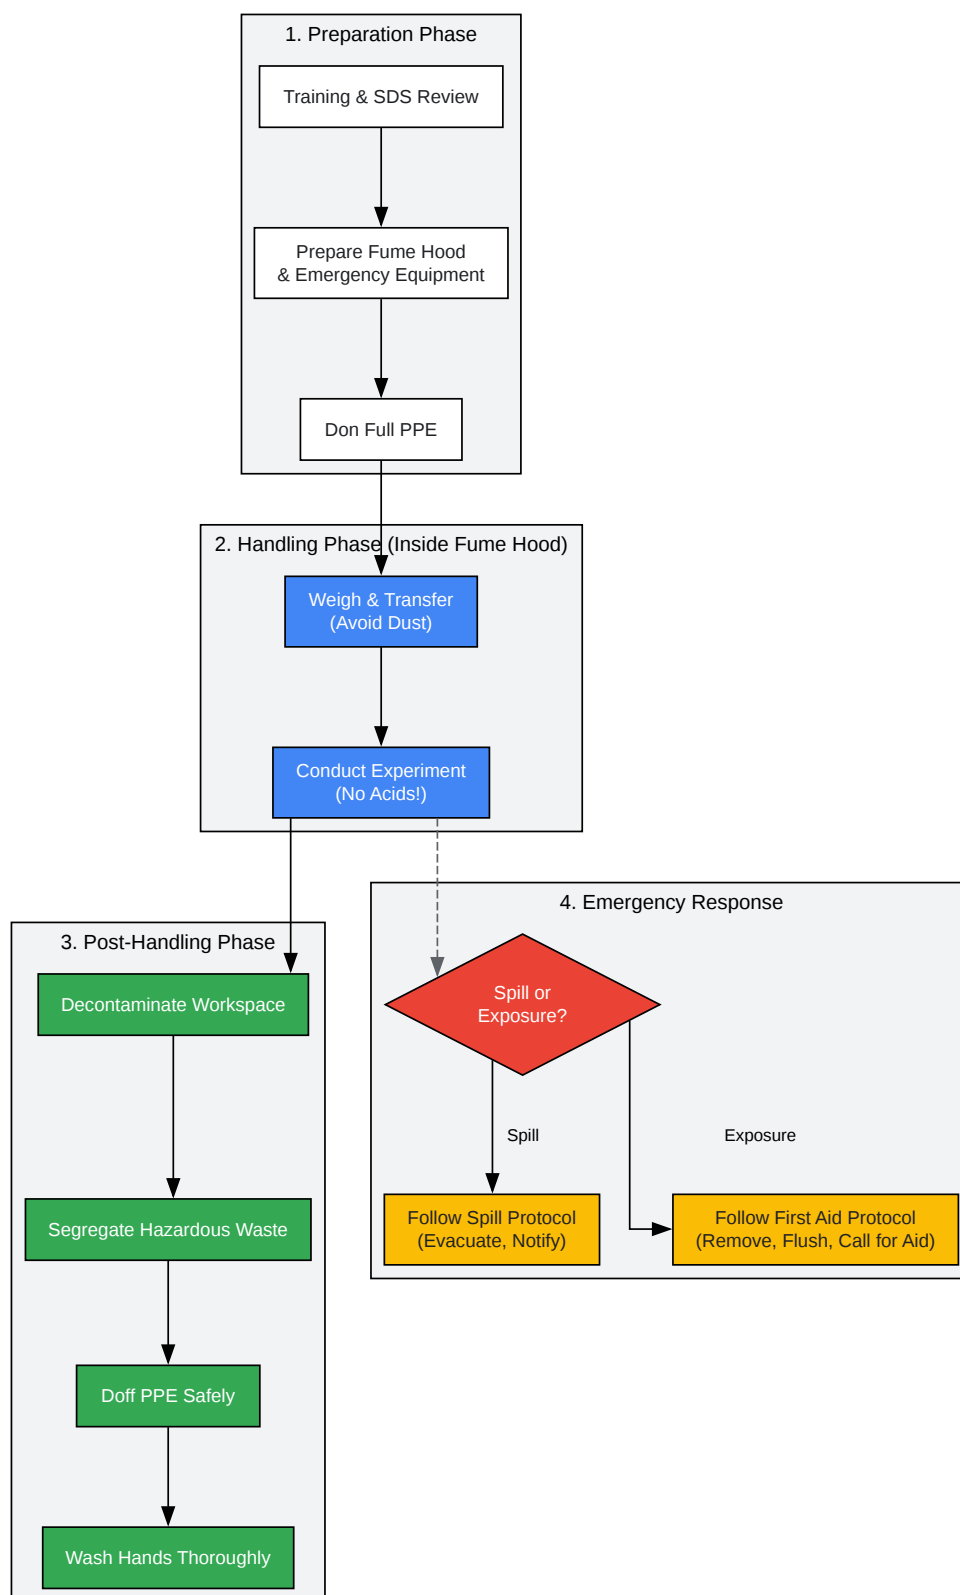 1. Preparation Phase
Training & SDS Review
Prepare Fume Hood
& Emergency Equipment
Don Full PPE
2. Handling Phase (Inside Fume Hood)
Weigh & Transfer
(Avoid Dust)
Conduct Experiment
(No Acids!)
3. Post-Handling Phase
Decontaminate Workspace
Segregate Hazardous Waste
Doff PPE Safely
Wash Hands Thoroughly
4. Emergency Response
Spill or
Exposure?
Spill
Exposure
Follow Spill Protocol
(Evacuate, Notify)
Follow First Aid Protocol
(Remove, Flush, Call for Aid)